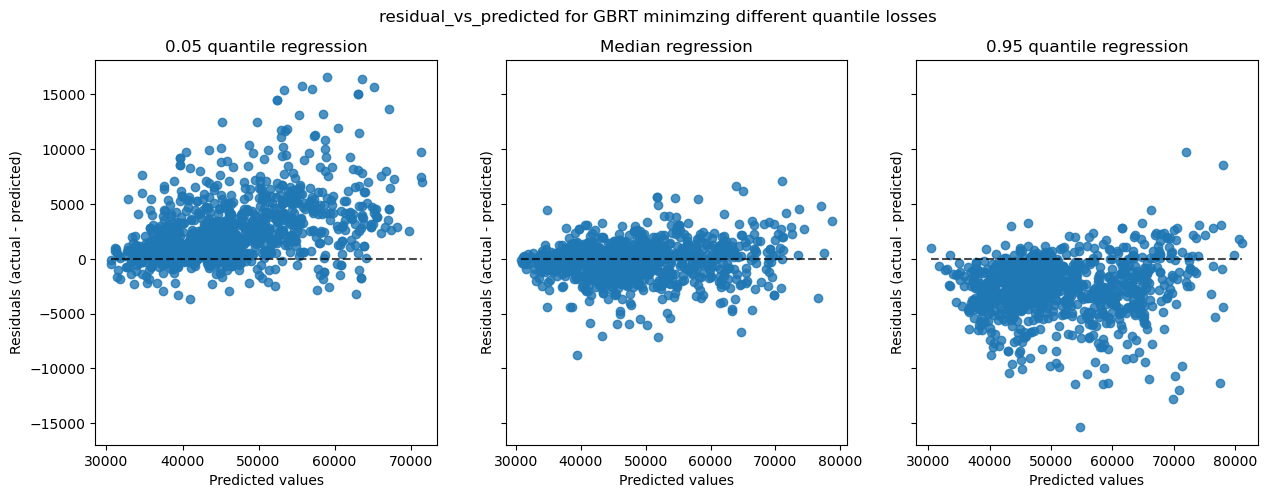 residual_vs_predicted for GBRT minimzing different quantile losses
0.05 quantile regression
Residuals (actual - predicted)
15000
10000
5000
0
−5000
−10000
−15000
30000 40000 50000 60000 70000
Predicted values
Median regression
Residuals (actual - predicted)
30000 40000 50000 60000 70000 80000
Predicted values
0.95 quantile regression
Residuals (actual - predicted)
30000 40000 50000 60000 70000 80000
Predicted values